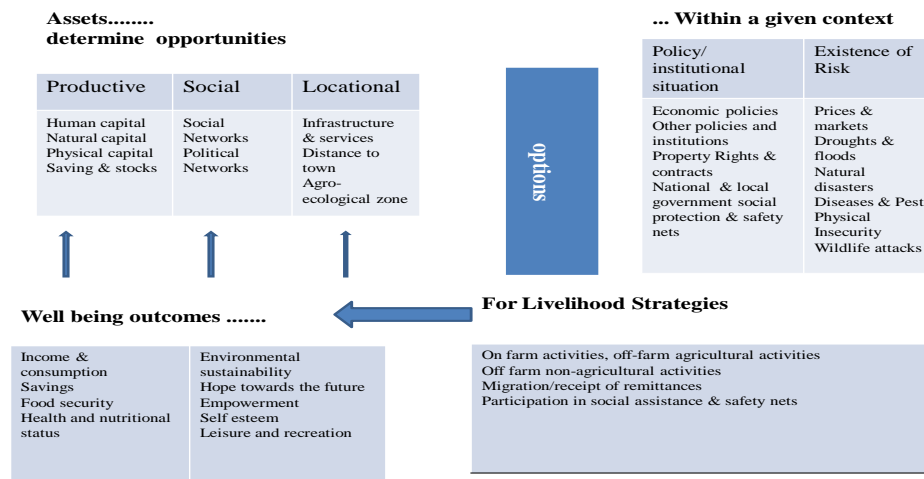 Assets........
determine opportunities
Productive
Social
Locational
Human capital
Natural capital
Physical capital
Saving & stocks
Social
Networks
Political
Networks
Infrastructure
& services
Distance to
town
Agro-
ecological zone
options
... Within a given context
Policy/
institutional
situation
Existence of
Risk
Economic policies
Other policies and
institutions
Property Rights &
contracts
National & local
government social
protection & safety
nets
Prices &
markets
Droughts &
floods
Natural
disasters
Diseases & Pest
Physical
Insecurity
Wildlife attacks
Well being outcomes .......
Income &
consumption
Savings
Food security
Health and nutritional
status
Environmental
sustainability
Hope towards the future
Empowerment
Self esteem
Leisure and recreation
For Livelihood Strategies
On farm activities, off-farm agricultural activities
Off farm non-agricultural activities
Migration/receipt of remittances
Participation in social assistance & safety nets